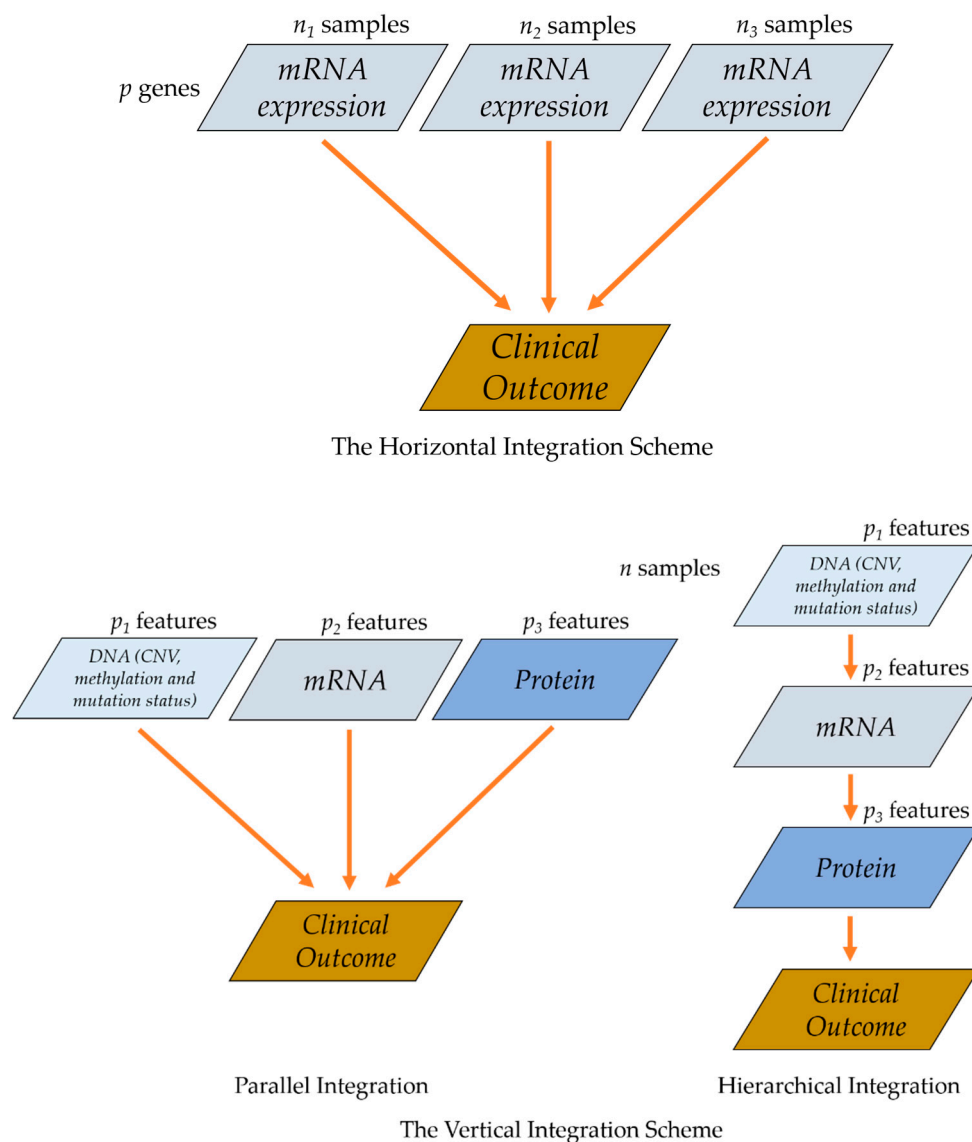 n1 samples
n2 samples
n3 samples
p genes
mRNA
expression
mRNA
expression
mRNA
expression
Clinical
Outcome
The Horizontal Integration Scheme
p1 features
p2 features
p3 features
DNA (CNV,
methylation and
mutation status)
mRNA
Protein
Clinical
Outcome
Parallel Integration
n samples
p1 features
DNA (CNV,
methylation and
mutation status)
p2 features
mRNA
p3 features
Protein
Clinical
Outcome
Hierarchical Integration
The Vertical Integration Scheme